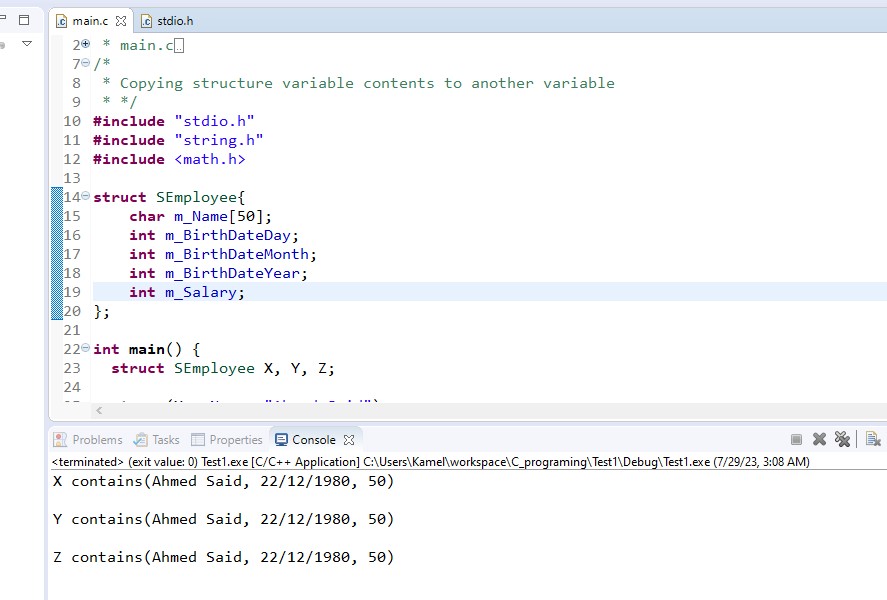 main.c
stdio.h
2 * main.c
7 /*
8 * Copying structure variable contents to another variable
9 * */
10 #include "stdio.h"
11 #include "string.h"
12 #include <math.h>
13
14 struct SEmployee{
15 char m_Name[50];
16 int m_BirthDateDay;
17 int m_BirthDateMonth;
18 int m_BirthDateYear;
19 int m_Salary;
20 };
21
22 int main() {
23 struct SEmployee X, Y, Z;
24
Problems Tasks Properties Console
<terminated> (exit value: 0) Test1.exe [C/C++ Application] C:\Users\Kamel\workspace\C_programing\Test1\Debug\Test1.exe (7/29/23, 3:08 AM)
X contains(Ahmed Said, 22/12/1980, 50)
Y contains(Ahmed Said, 22/12/1980, 50)
Z contains(Ahmed Said, 22/12/1980, 50)